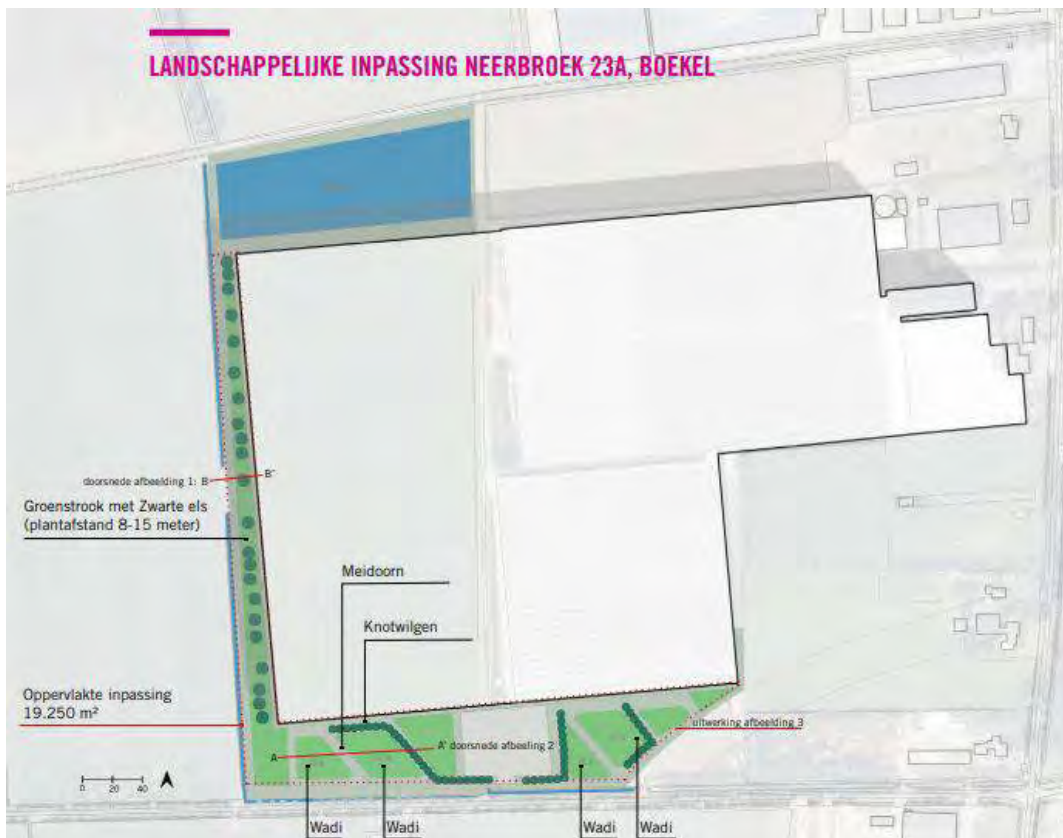 LANDSCHAPPELIJKE INPASSING NEERBROEK 23A, BOEKEL
doorsnede afbeelding 1: B
B'
Groenstrook met Zwarte els
(plantafstand 8-15 meter)
Meidoorn
Knotwilgen
Oppervlakte inpassing
19.250 m²
uitwerking afbeelding 3
A
A' doorsnede afbeeling 2
0 20 40
Wadi
Wadi
Wadi
Wadi